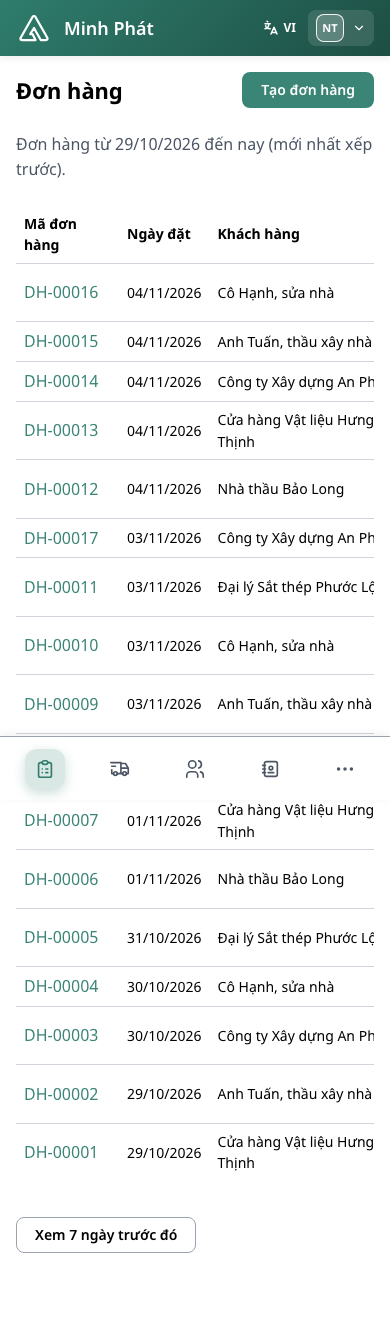 Minh Phát
VI
NT
Đơn hàng
Tạo đơn hàng
Đơn hàng từ 29/10/2026 đến nay (mới nhất xếp
trước).
Mã đơn
hàng
Ngày đặt
Khách hàng
DH-00016 04/11/2026 Cô Hạnh, sửa nhà
DH-00015 04/11/2026 Anh Tuấn, thầu xây nhà
DH-00014 04/11/2026 Công ty Xây dựng An Ph
DH-00013 04/11/2026 Cửa hàng Vật liệu Hưng
Thịnh
DH-00012 04/11/2026 Nhà thầu Bảo Long
DH-00017 03/11/2026 Công ty Xây dựng An Ph
DH-00011 03/11/2026 Đại lý Sắt thép Phước Lộ
DH-00010 03/11/2026 Cô Hạnh, sửa nhà
DH-00009 03/11/2026 Anh Tuấn, thầu xây nhà
DH-00007 01/11/2026 Cửa hàng Vật liệu Hưng
Thịnh
DH-00006 01/11/2026 Nhà thầu Bảo Long
DH-00005 31/10/2026 Đại lý Sắt thép Phước Lộ
DH-00004 30/10/2026 Cô Hạnh, sửa nhà
DH-00003 30/10/2026 Công ty Xây dựng An Ph
DH-00002 29/10/2026 Anh Tuấn, thầu xây nhà
DH-00001 29/10/2026 Cửa hàng Vật liệu Hưng
Thịnh
Xem 7 ngày trước đó